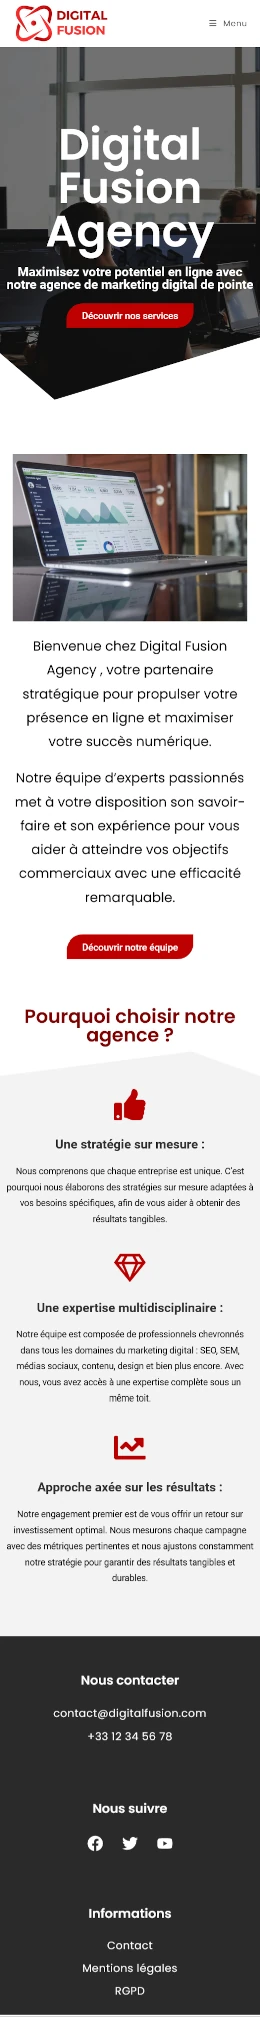 DIGITAL
FUSION
Menu
Digital
Fusion
Agency
Maximisez votre potentiel en ligne avec
notre agence de marketing digital de pointe
Découvrir nos services
Bienvenue chez Digital Fusion
Agency , votre partenaire
stratégique pour propulser votre
présence en ligne et maximiser
votre succès numérique.
Notre équipe d'experts passionnés
met à votre disposition son savoir-
faire et son expérience pour vous
aider à atteindre vos objectifs
commerciaux avec une efficacité
remarquable.
Découvrir notre équipe
Pourquoi choisir notre
agence ?
Une stratégie sur mesure :
Nous comprenons que chaque entreprise est unique. C'est
pourquoi nous élaborons des stratégies sur mesure adaptées à
vos besoins spécifiques, afin de vous aider à obtenir des
résultats tangibles.
Une expertise multidisciplinaire :
Notre équipe est composée de professionnels chevronnés
dans tous les domaines du marketing digital : SEO, SEM,
médias sociaux, contenu, design et bien plus encore. Avec
nous, vous avez accès à une expertise complète sous un
même toit.
Approche axée sur les résultats :
Notre engagement premier est de vous offrir un retour sur
investissement optimal. Nous mesurons chaque campagne
avec des métriques pertinentes et nous ajustons constamment
notre stratégie pour garantir des résultats tangibles et
durables.
Nous contacter
contact@digitalfusion.com
+33 12 34 56 78
Nous suivre
Informations
Contact
Mentions légales
RGPD